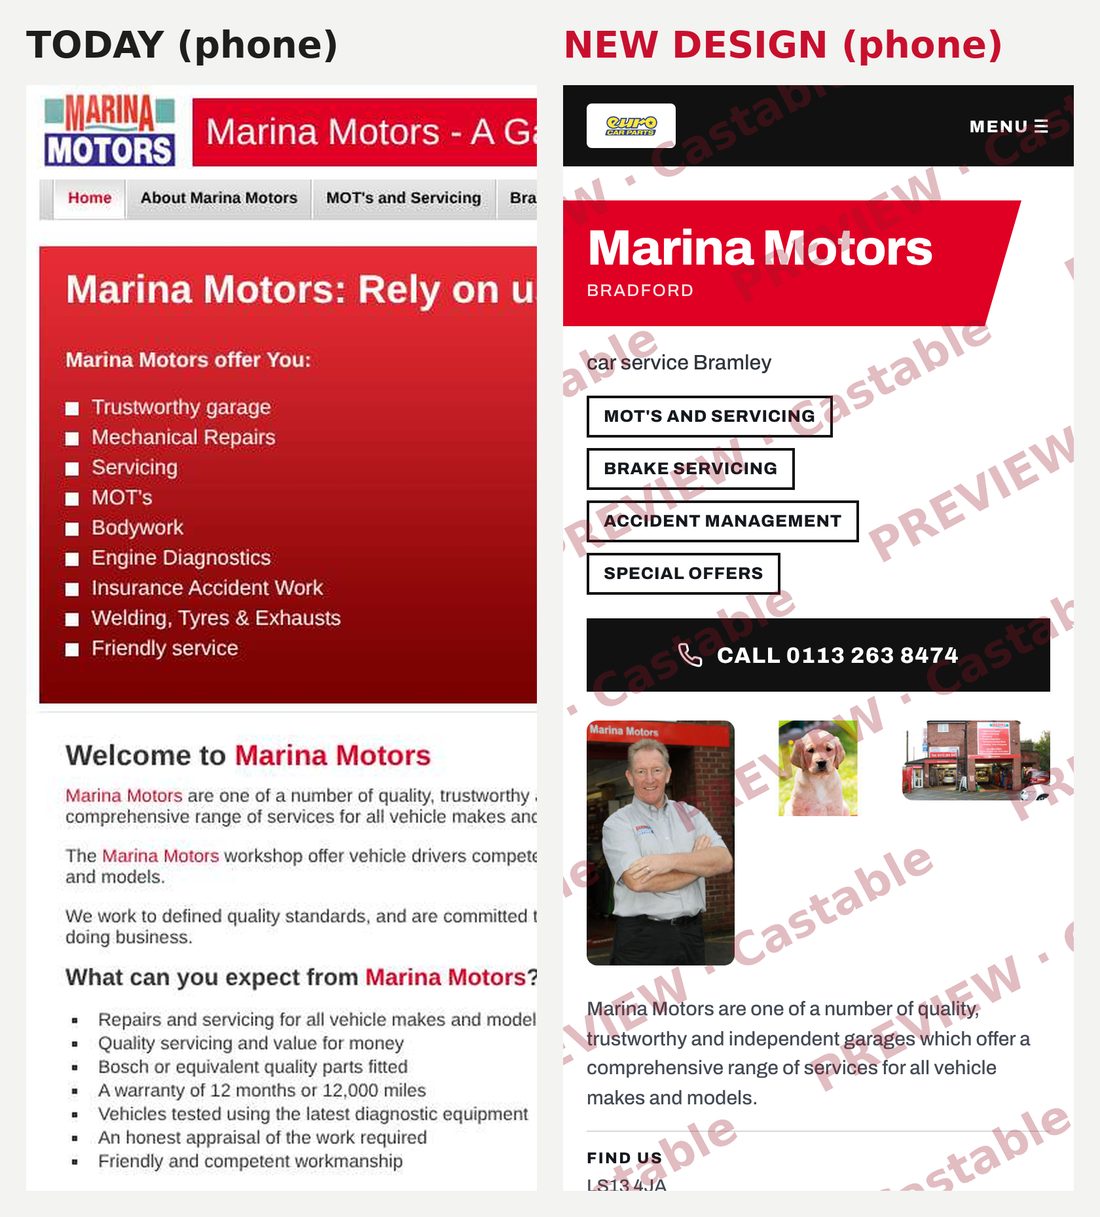 TODAY (phone)
MARINA
MOTORS
Marina Motors - A Ga
Home
About Marina Motors
MOT's and Servicing
Bra
Marina Motors: Rely on u
Marina Motors offer You:
Trustworthy garage
Mechanical Repairs
Servicing
MOT's
Bodywork
Engine Diagnostics
Insurance Accident Work
Welding, Tyres & Exhausts
Friendly service
Welcome to Marina Motors
Marina Motors are one of a number of quality, trustworthy
comprehensive range of services for all vehicle makes and
The Marina Motors workshop offer vehicle drivers compete
and models.
We work to defined quality standards, and are committed t
doing business.
What can you expect from Marina Motors?
Repairs and servicing for all vehicle makes and model
Quality servicing and value for money
Bosch or equivalent quality parts fitted
A warranty of 12 months or 12,000 miles
Vehicles tested using the latest diagnostic equipment
An honest appraisal of the work required
Friendly and competent workmanship
NEW DESIGN (phone)
euro
CAR PARTS
MENU ☰
Marina Motors
BRADFORD
car service Bramley
MOT'S AND SERVICING
BRAKE SERVICING
ACCIDENT MANAGEMENT
SPECIAL OFFERS
CALL 0113 263 8474
Marina Motors
Marina Motors are one of a number of quality,
trustworthy and independent garages which offer a
comprehensive range of services for all vehicle
makes and models.
FIND US
LS13 4JA
PREVIEW · Castable